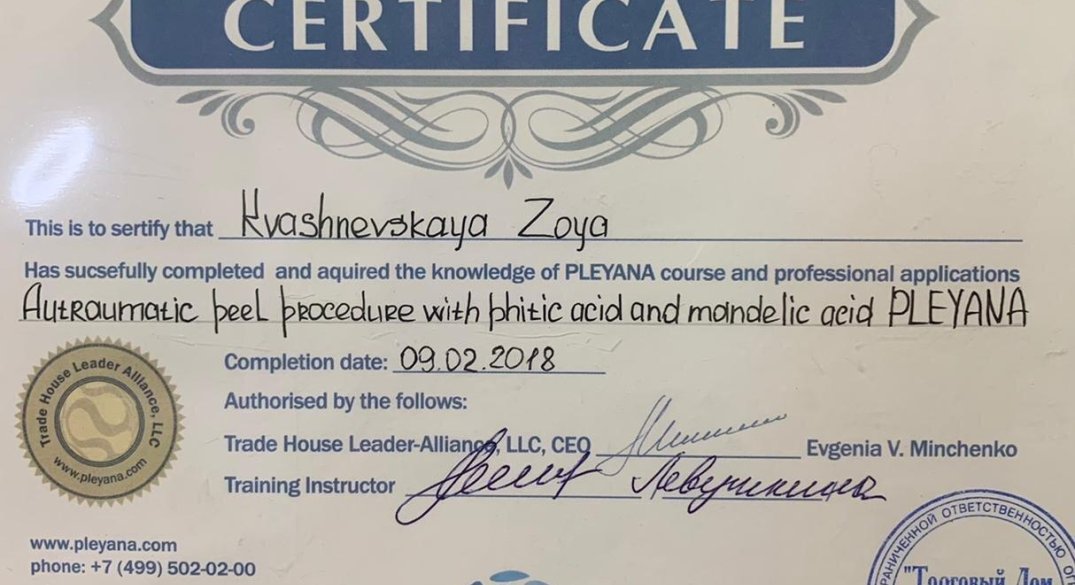 CERTIFICATE
This is to sertify that Kvashnevskaya Zoya
Has sucsefully completed and aquired the knowledge of PLEYANA course and professional applications
Autraumatic peel procedure with phitic acid and mandelic acid PLEYANA
Completion date: 09.02.2018
Authorised by the follows:
Trade House Leader-Alliance, LLC, CEO Evgenia V. Minchenko
Training Instructor
Trade House Leader Alliance, LLC
www.pleyana.com
www.pleyana.com
phone: +7 (499) 502-02-00
ОТВЕТСТВЕННОСТЬЮ
"Торговый Дом